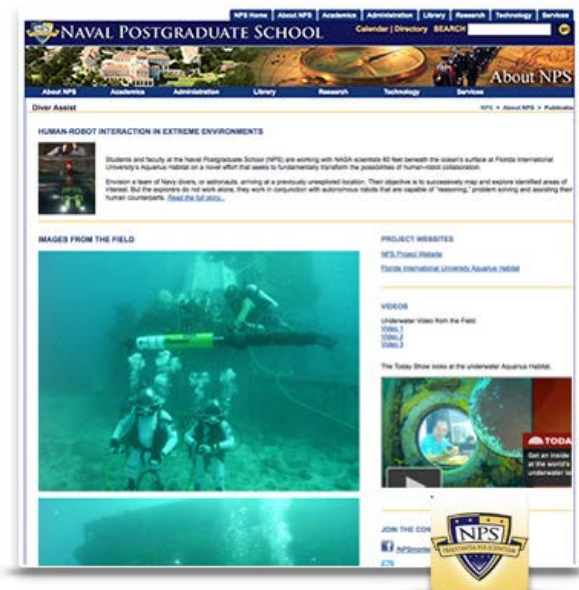 NPS Home About NPS Academics Administration Library Research Technology Services
NAVAL POSTGRADUATE SCHOOL
Calendar | Directory SEARCH
About NPS
About NPS Academics Administration Library Research Technology Services
Diver Assist
NPS > About NPS > Publicatio
HUMAN-ROBOT INTERACTION IN EXTREME ENVIRONMENTS
Students and faculty at the Naval Postgraduate School (NPS) are working with NASA scientists 60 feet beneath the ocean's surface at Florida International
University's Aquarius Habitat on a novel effort that seeks to fundamentally transform the possibilities of human-robot collaboration.
Envision a team of Navy divers, or astronauts, arriving at a previously unexplored location. Their objective is to successively map and explore identified areas of
interest. But the explorers do not work alone, they work in conjunction with autonomous robots that are capable of "reasoning," problem solving and assisting their
human counterparts. Read the full story...
IMAGES FROM THE FIELD
PROJECT WEBSITES
NPS Project Website
Florida International University Aquarius Habitat
VIDEOS
Underwater Video from the Field:
Video 1
Video 2
Video 3
The Today Show looks at the underwater Aquarius Habitat.
TODA
Get an inside
at the world's
underwater la
JOIN THE CON
NPSmonte
NPS